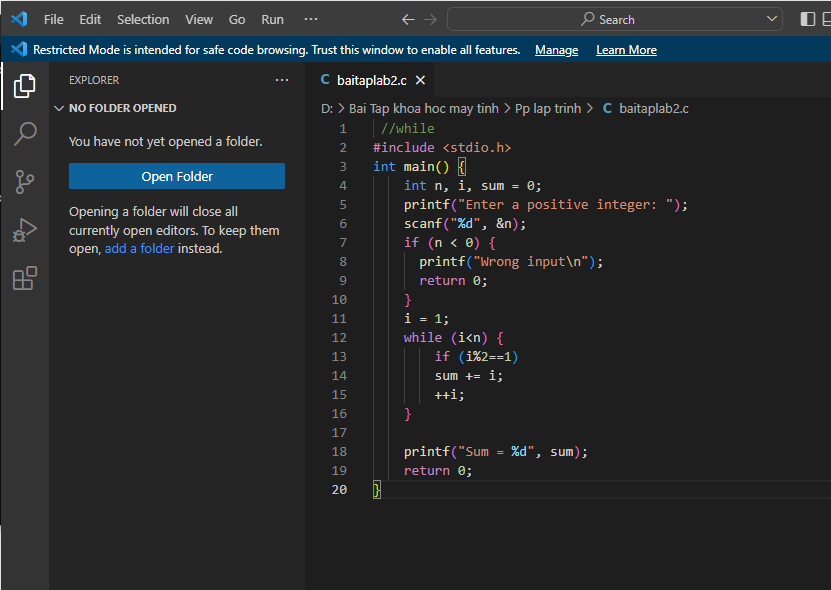 File Edit Selection View Go Run ··· Search
Restricted Mode is intended for safe code browsing. Trust this window to enable all features. Manage Learn More
EXPLORER ···
NO FOLDER OPENED
You have not yet opened a folder.
Open Folder
Opening a folder will close all
currently open editors. To keep them
open, add a folder instead.
C baitaplab2.c
D: > Bai Tap khoa hoc may tinh > Pp lap trinh > C baitaplab2.c
1 //while
2 #include <stdio.h>
3 int main() {
4 int n, i, sum = 0;
5 printf("Enter a positive integer: ");
6 scanf("%d", &n);
7 if (n < 0) {
8 printf("Wrong input\n");
9 return 0;
10 }
11 i = 1;
12 while (i<n) {
13 if (i%2==1)
14 sum += i;
15 ++i;
16 }
17
18 printf("Sum = %d", sum);
19 return 0;
20 }